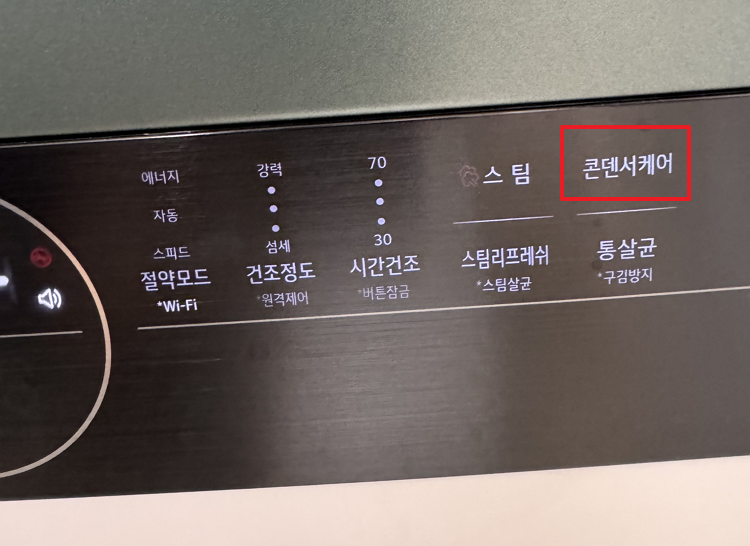 에너지
강력
70
스팀
콘덴서케어
자동
스피드
섬세
30
절약모드
건조정도
시간건조
스팀리프레쉬
통살균
*Wi-Fi
*원격제어
*버튼잠금
*스팀살균
*구김방지